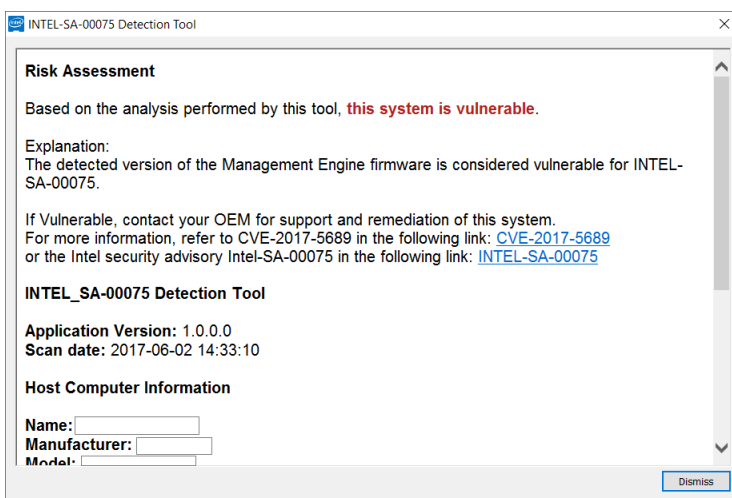 INTEL-SA-00075 Detection Tool
Risk Assessment
Based on the analysis performed by this tool, this system is vulnerable.
Explanation:
The detected version of the Management Engine firmware is considered vulnerable for INTEL-
SA-00075.
If Vulnerable, contact your OEM for support and remediation of this system.
For more information, refer to CVE-2017-5689 in the following link: CVE-2017-5689
or the Intel security advisory Intel-SA-00075 in the following link: INTEL-SA-00075
INTEL_SA-00075 Detection Tool
Application Version: 1.0.0.0
Scan date: 2017-06-02 14:33:10
Host Computer Information
Name:
Manufacturer:
Model:
Dismiss